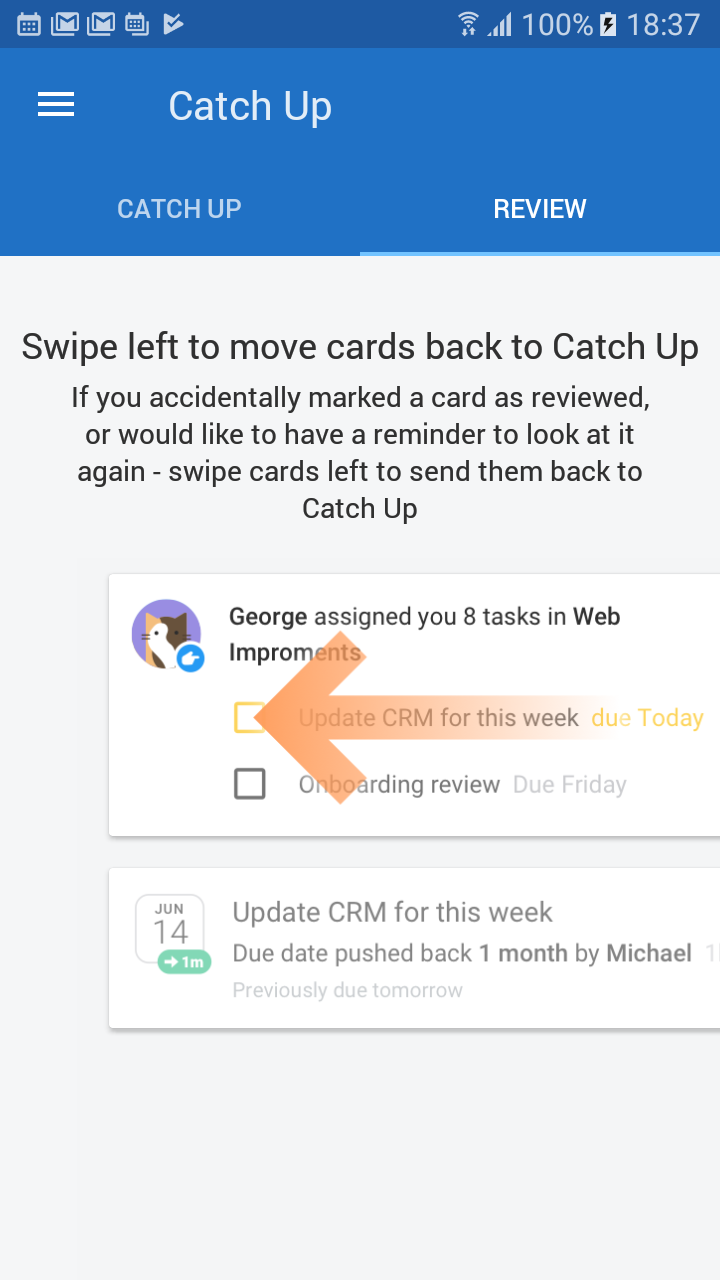 100% 18:37
Catch Up
CATCH UP REVIEW
Swipe left to move cards back to Catch Up
If you accidentally marked a card as reviewed,
or would like to have a reminder to look at it
again - swipe cards left to send them back to
Catch Up
George assigned you 8 tasks in Web
Improments
Update CRM for this week due Today
Onboarding review Due Friday
JUN
14
1m
Update CRM for this week
Due date pushed back 1 month by Michael
Previously due tomorrow